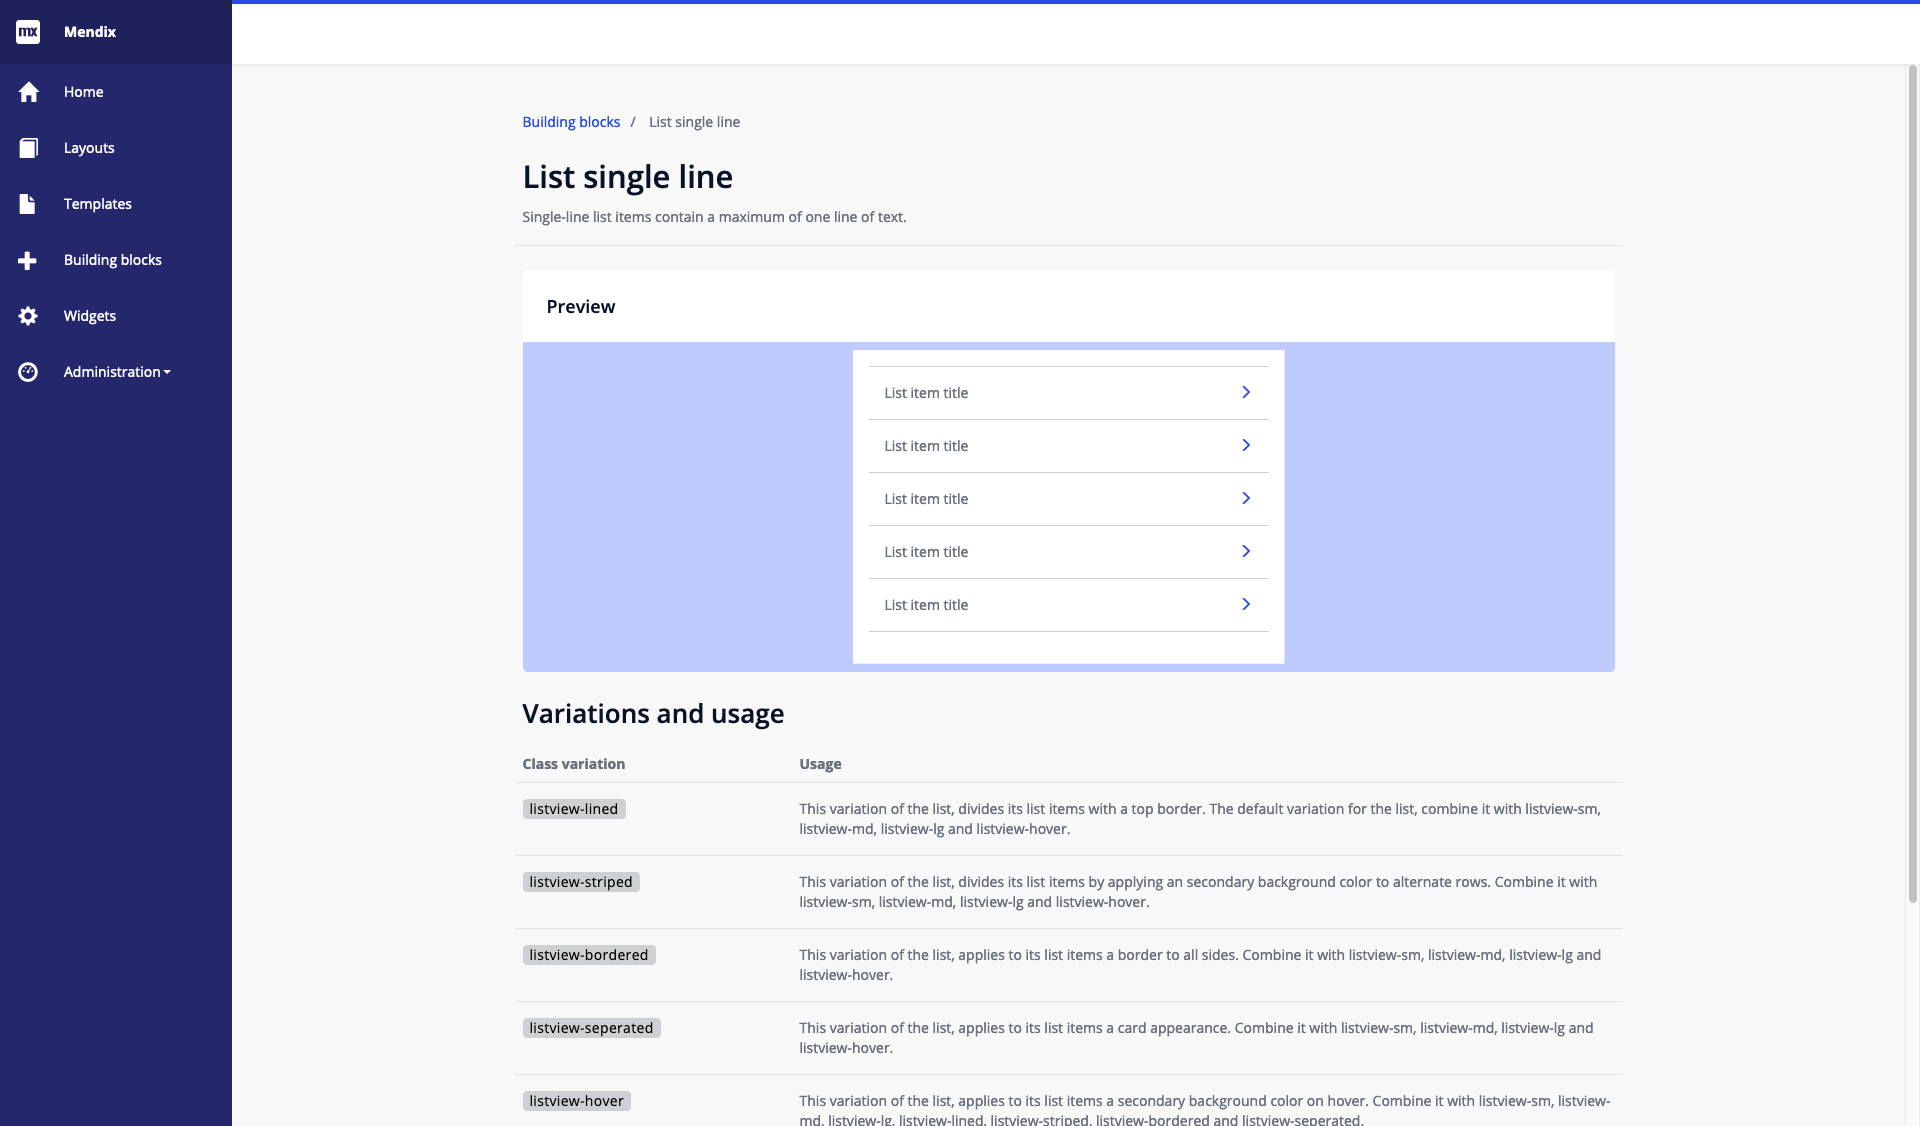 mx Mendix
Home
Layouts
Templates
Building blocks
Widgets
Administration
Building blocks / List single line
List single line
Single-line list items contain a maximum of one line of text.
Preview
List item title
List item title
List item title
List item title
List item title
Variations and usage
Class variation Usage
listview-lined This variation of the list, divides its list items with a top border. The default variation for the list, combine it with listview-sm,
listview-md, listview-lg and listview-hover.
listview-striped This variation of the list, divides its list items by applying an secondary background color to alternate rows. Combine it with
listview-sm, listview-md, listview-lg and listview-hover.
listview-bordered This variation of the list, applies to its list items a border to all sides. Combine it with listview-sm, listview-md, listview-lg and
listview-hover.
listview-seperated This variation of the list, applies to its list items a card appearance. Combine it with listview-sm, listview-md, listview-lg and
listview-hover.
listview-hover This variation of the list, applies to its list items a secondary background color on hover. Combine it with listview-sm, listview-
md, listview-lg, listview-lined, listview-striped, listview-bordered and listview-seperated.